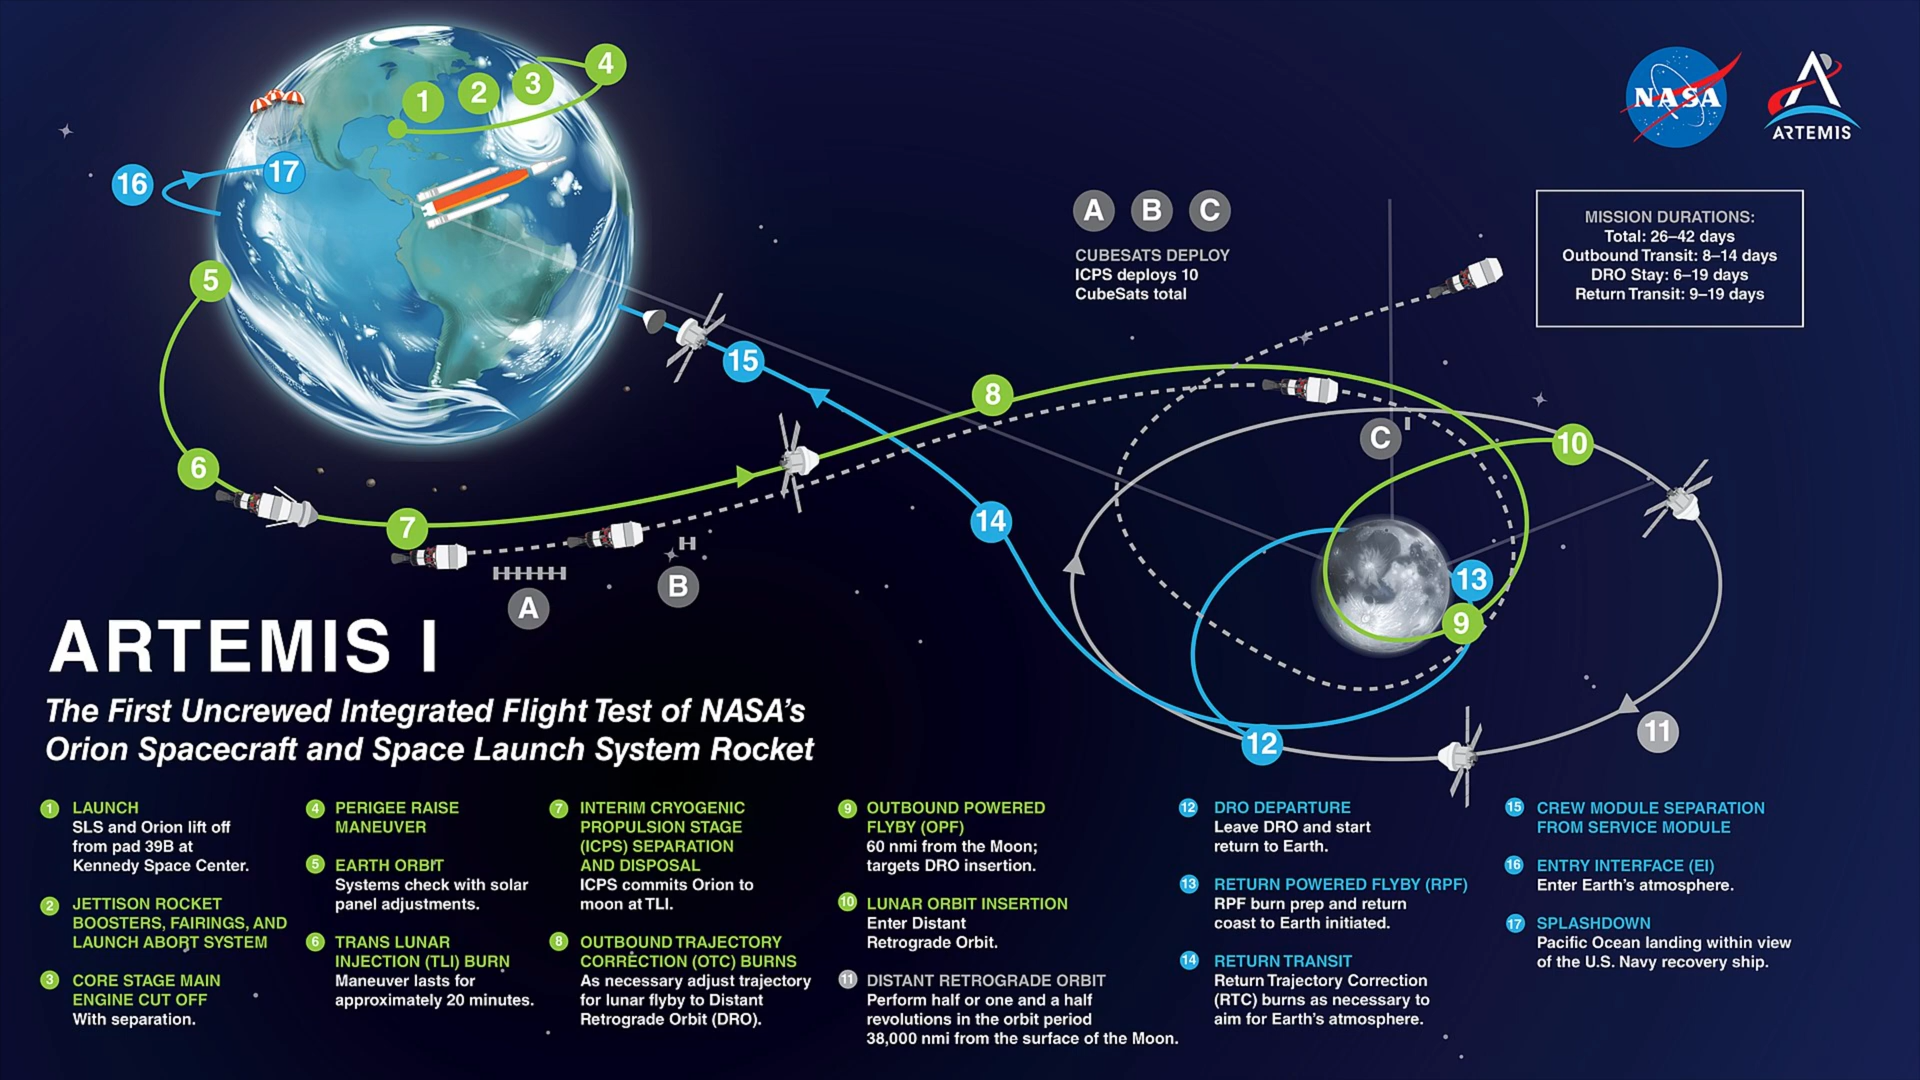 1
2
3
4
16
17
5
6
7
8
15
14
A
B
NASA
ARTEMIS
A B C
CUBESATS DEPLOY
ICPS deploys 10
CubeSats total
MISSION DURATIONS:
Total: 26–42 days
Outbound Transit: 8–14 days
DRO Stay: 6–19 days
Return Transit: 9–19 days
C
10
13
9
11
12
ARTEMIS I
The First Uncrewed Integrated Flight Test of NASA's
Orion Spacecraft and Space Launch System Rocket
1 LAUNCH
SLS and Orion lift off
from pad 39B at
Kennedy Space Center.
2 JETTISON ROCKET
BOOSTERS, FAIRINGS, AND
LAUNCH ABORT SYSTEM
3 CORE STAGE MAIN
ENGINE CUT OFF
With separation.
4 PERIGEE RAISE
MANEUVER
5 EARTH ORBIT
Systems check with solar
panel adjustments.
6 TRANS LUNAR
INJECTION (TLI) BURN
Maneuver lasts for
approximately 20 minutes.
7 INTERIM CRYOGENIC
PROPULSION STAGE
(ICPS) SEPARATION
AND DISPOSAL
ICPS commits Orion to
moon at TLI.
8 OUTBOUND TRAJECTORY
CORRECTION (OTC) BURNS
As necessary adjust trajectory
for lunar flyby to Distant
Retrograde Orbit (DRO).
9 OUTBOUND POWERED
FLYBY (OPF)
60 nmi from the Moon;
targets DRO insertion.
10 LUNAR ORBIT INSERTION
Enter Distant
Retrograde Orbit.
11 DISTANT RETROGRADE ORBIT
Perform half or one and a half
revolutions in the orbit period
38,000 nmi from the surface of the Moon.
12 DRO DEPARTURE
Leave DRO and start
return to Earth.
13 RETURN POWERED FLYBY (RPF)
RPF burn prep and return
coast to Earth initiated.
14 RETURN TRANSIT
Return Trajectory Correction
(RTC) burns as necessary to
aim for Earth's atmosphere.
15 CREW MODULE SEPARATION
FROM SERVICE MODULE
16 ENTRY INTERFACE (EI)
Enter Earth's atmosphere.
17 SPLASHDOWN
Pacific Ocean landing within view
of the U.S. Navy recovery ship.